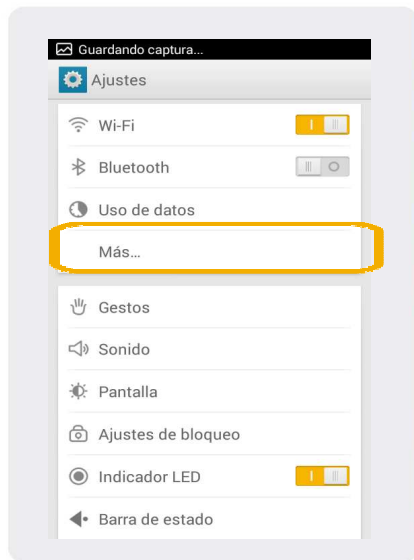 Guardando captura...
Ajustes
Wi-Fi
Bluetooth
Uso de datos
Más...
Gestos
Sonido
Pantalla
Ajustes de bloqueo
Indicador LED
Barra de estado